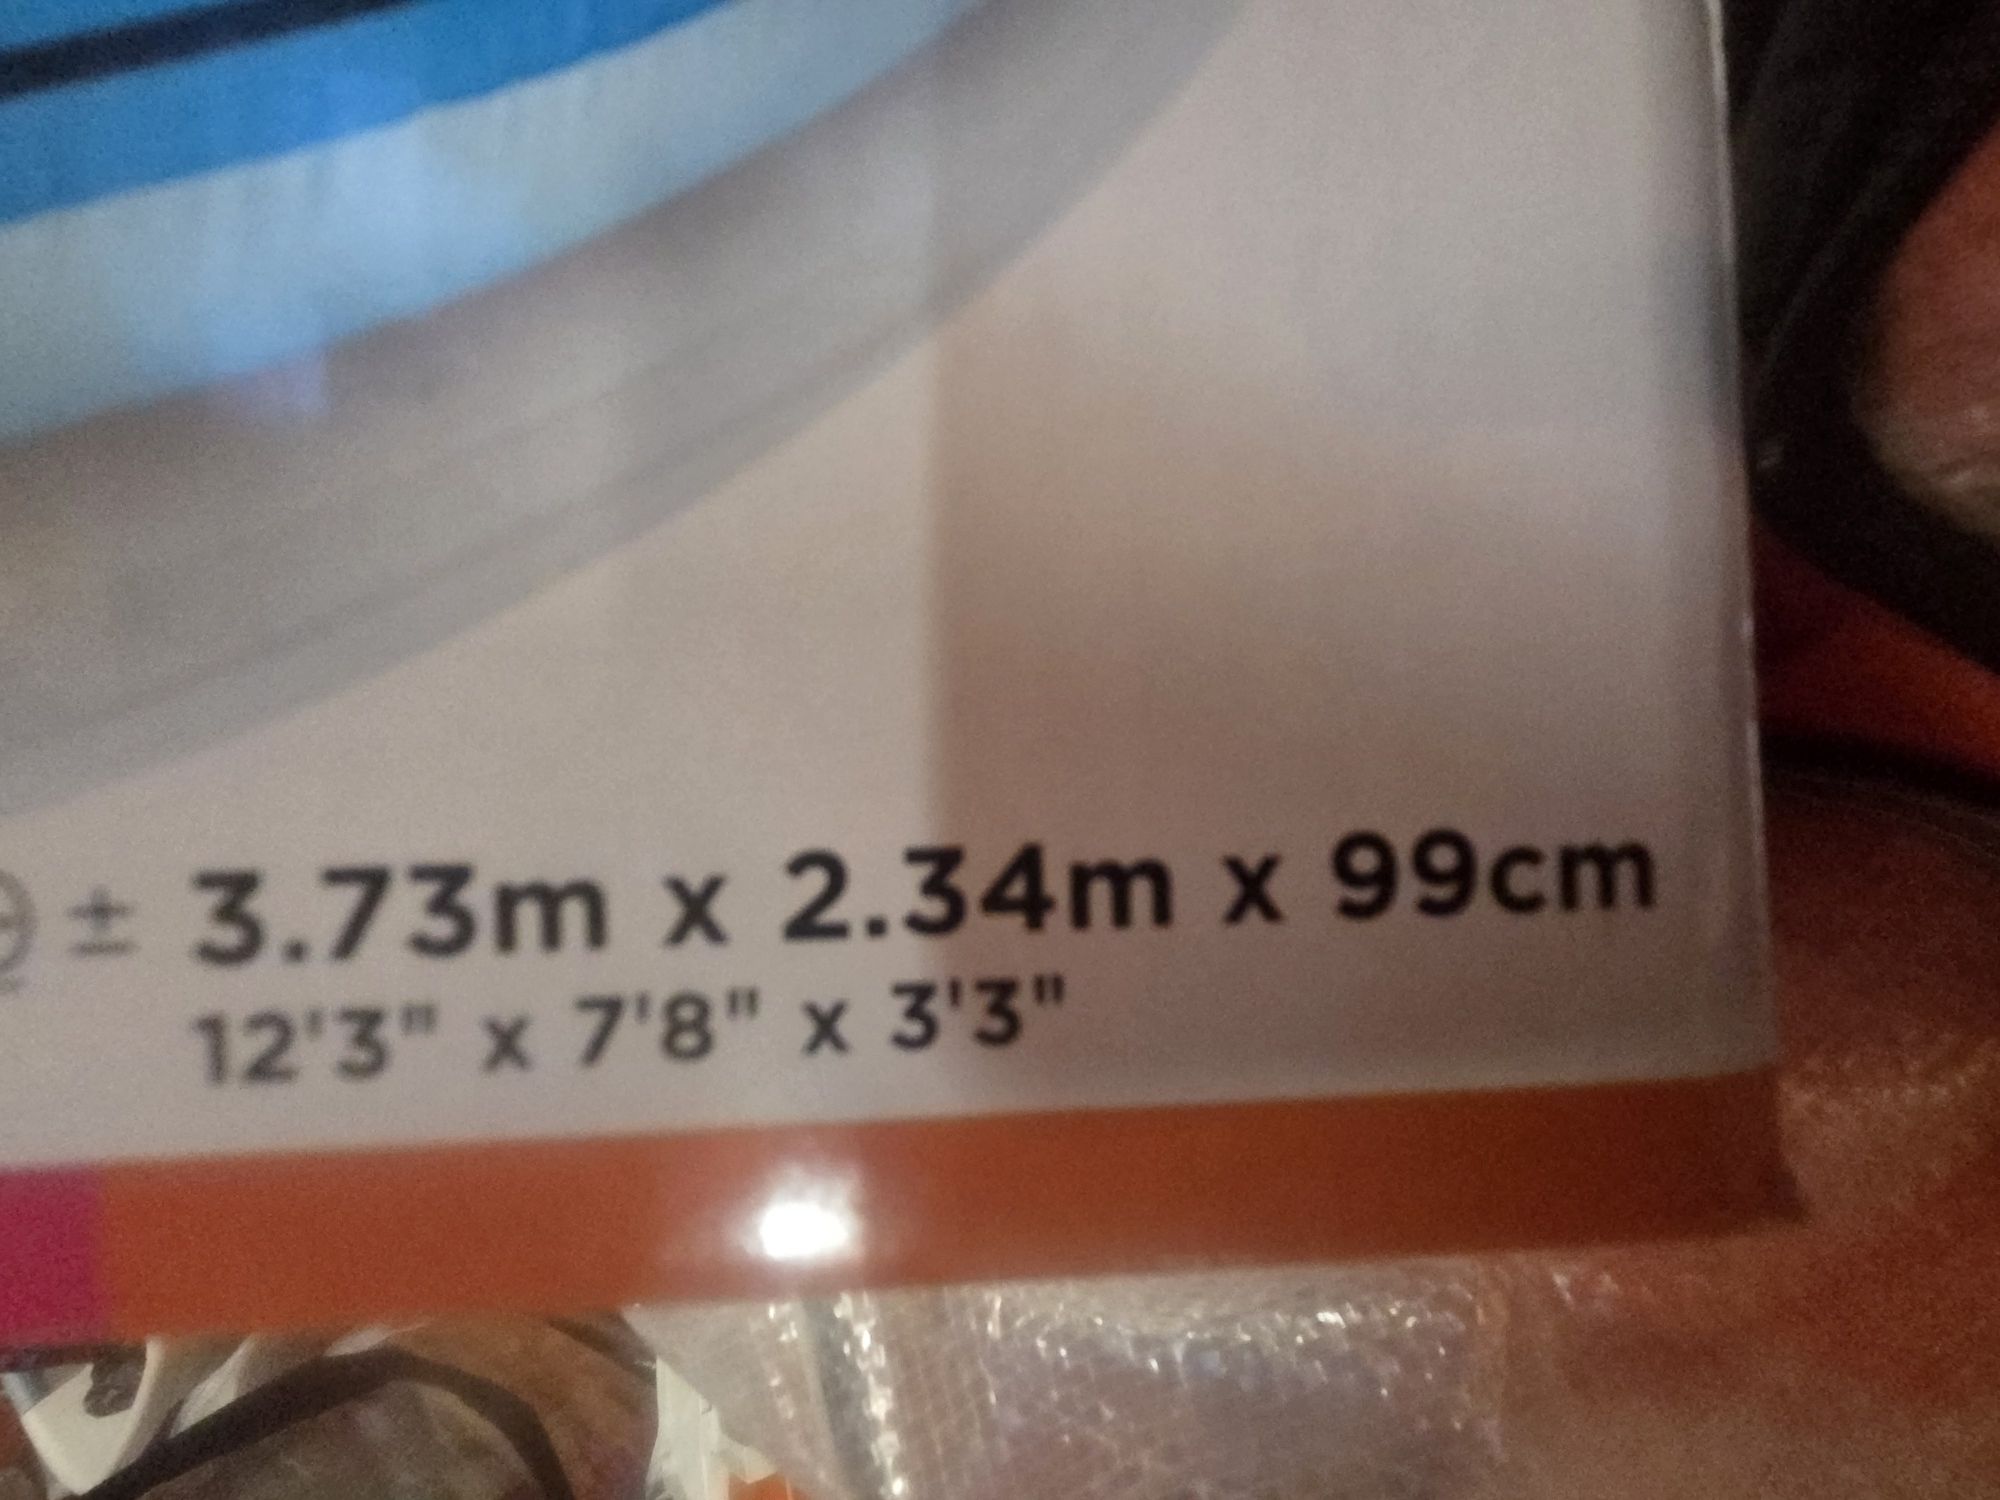 ± 3.73m x 2.34m x 99cm
12'3" x 7'8" x 3'3"